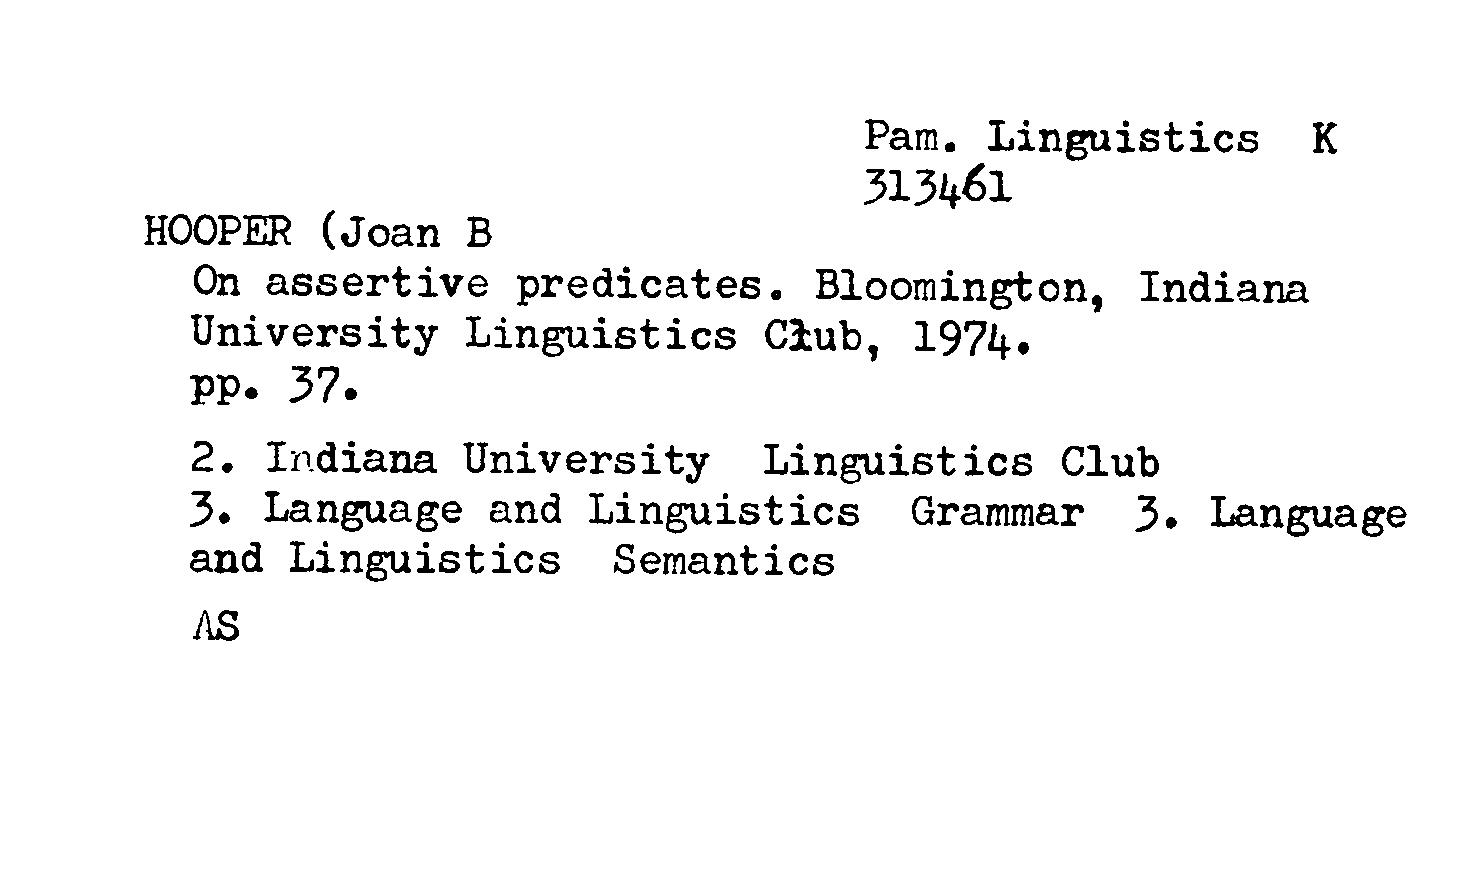 Pam. Linguistics K
313461
HOOPER (Joan B
On assertive predicates. Bloomington, Indiana
University Linguistics Club, 1974.
pp. 37.
2. Indiana University Linguistics Club
3. Language and Linguistics Grammar 3. Language
and Linguistics Semantics
AS